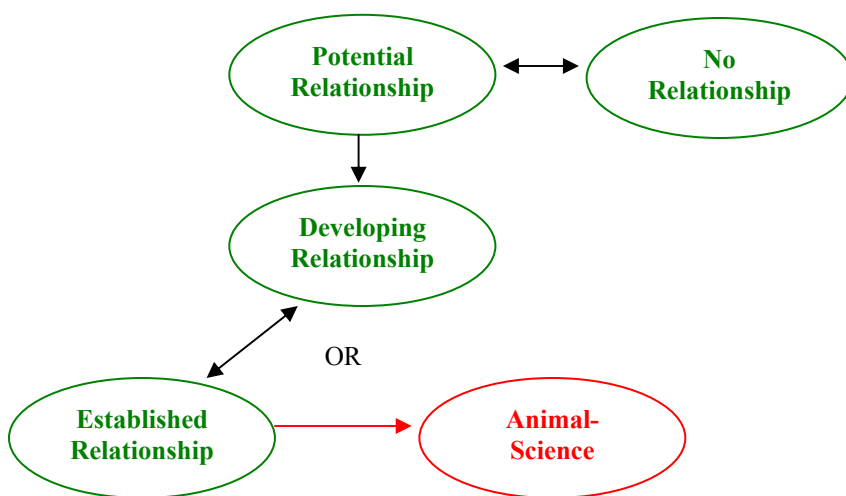 Potential
Relationship
No
Relationship
Developing
Relationship
OR
Established
Relationship
Animal-
Science